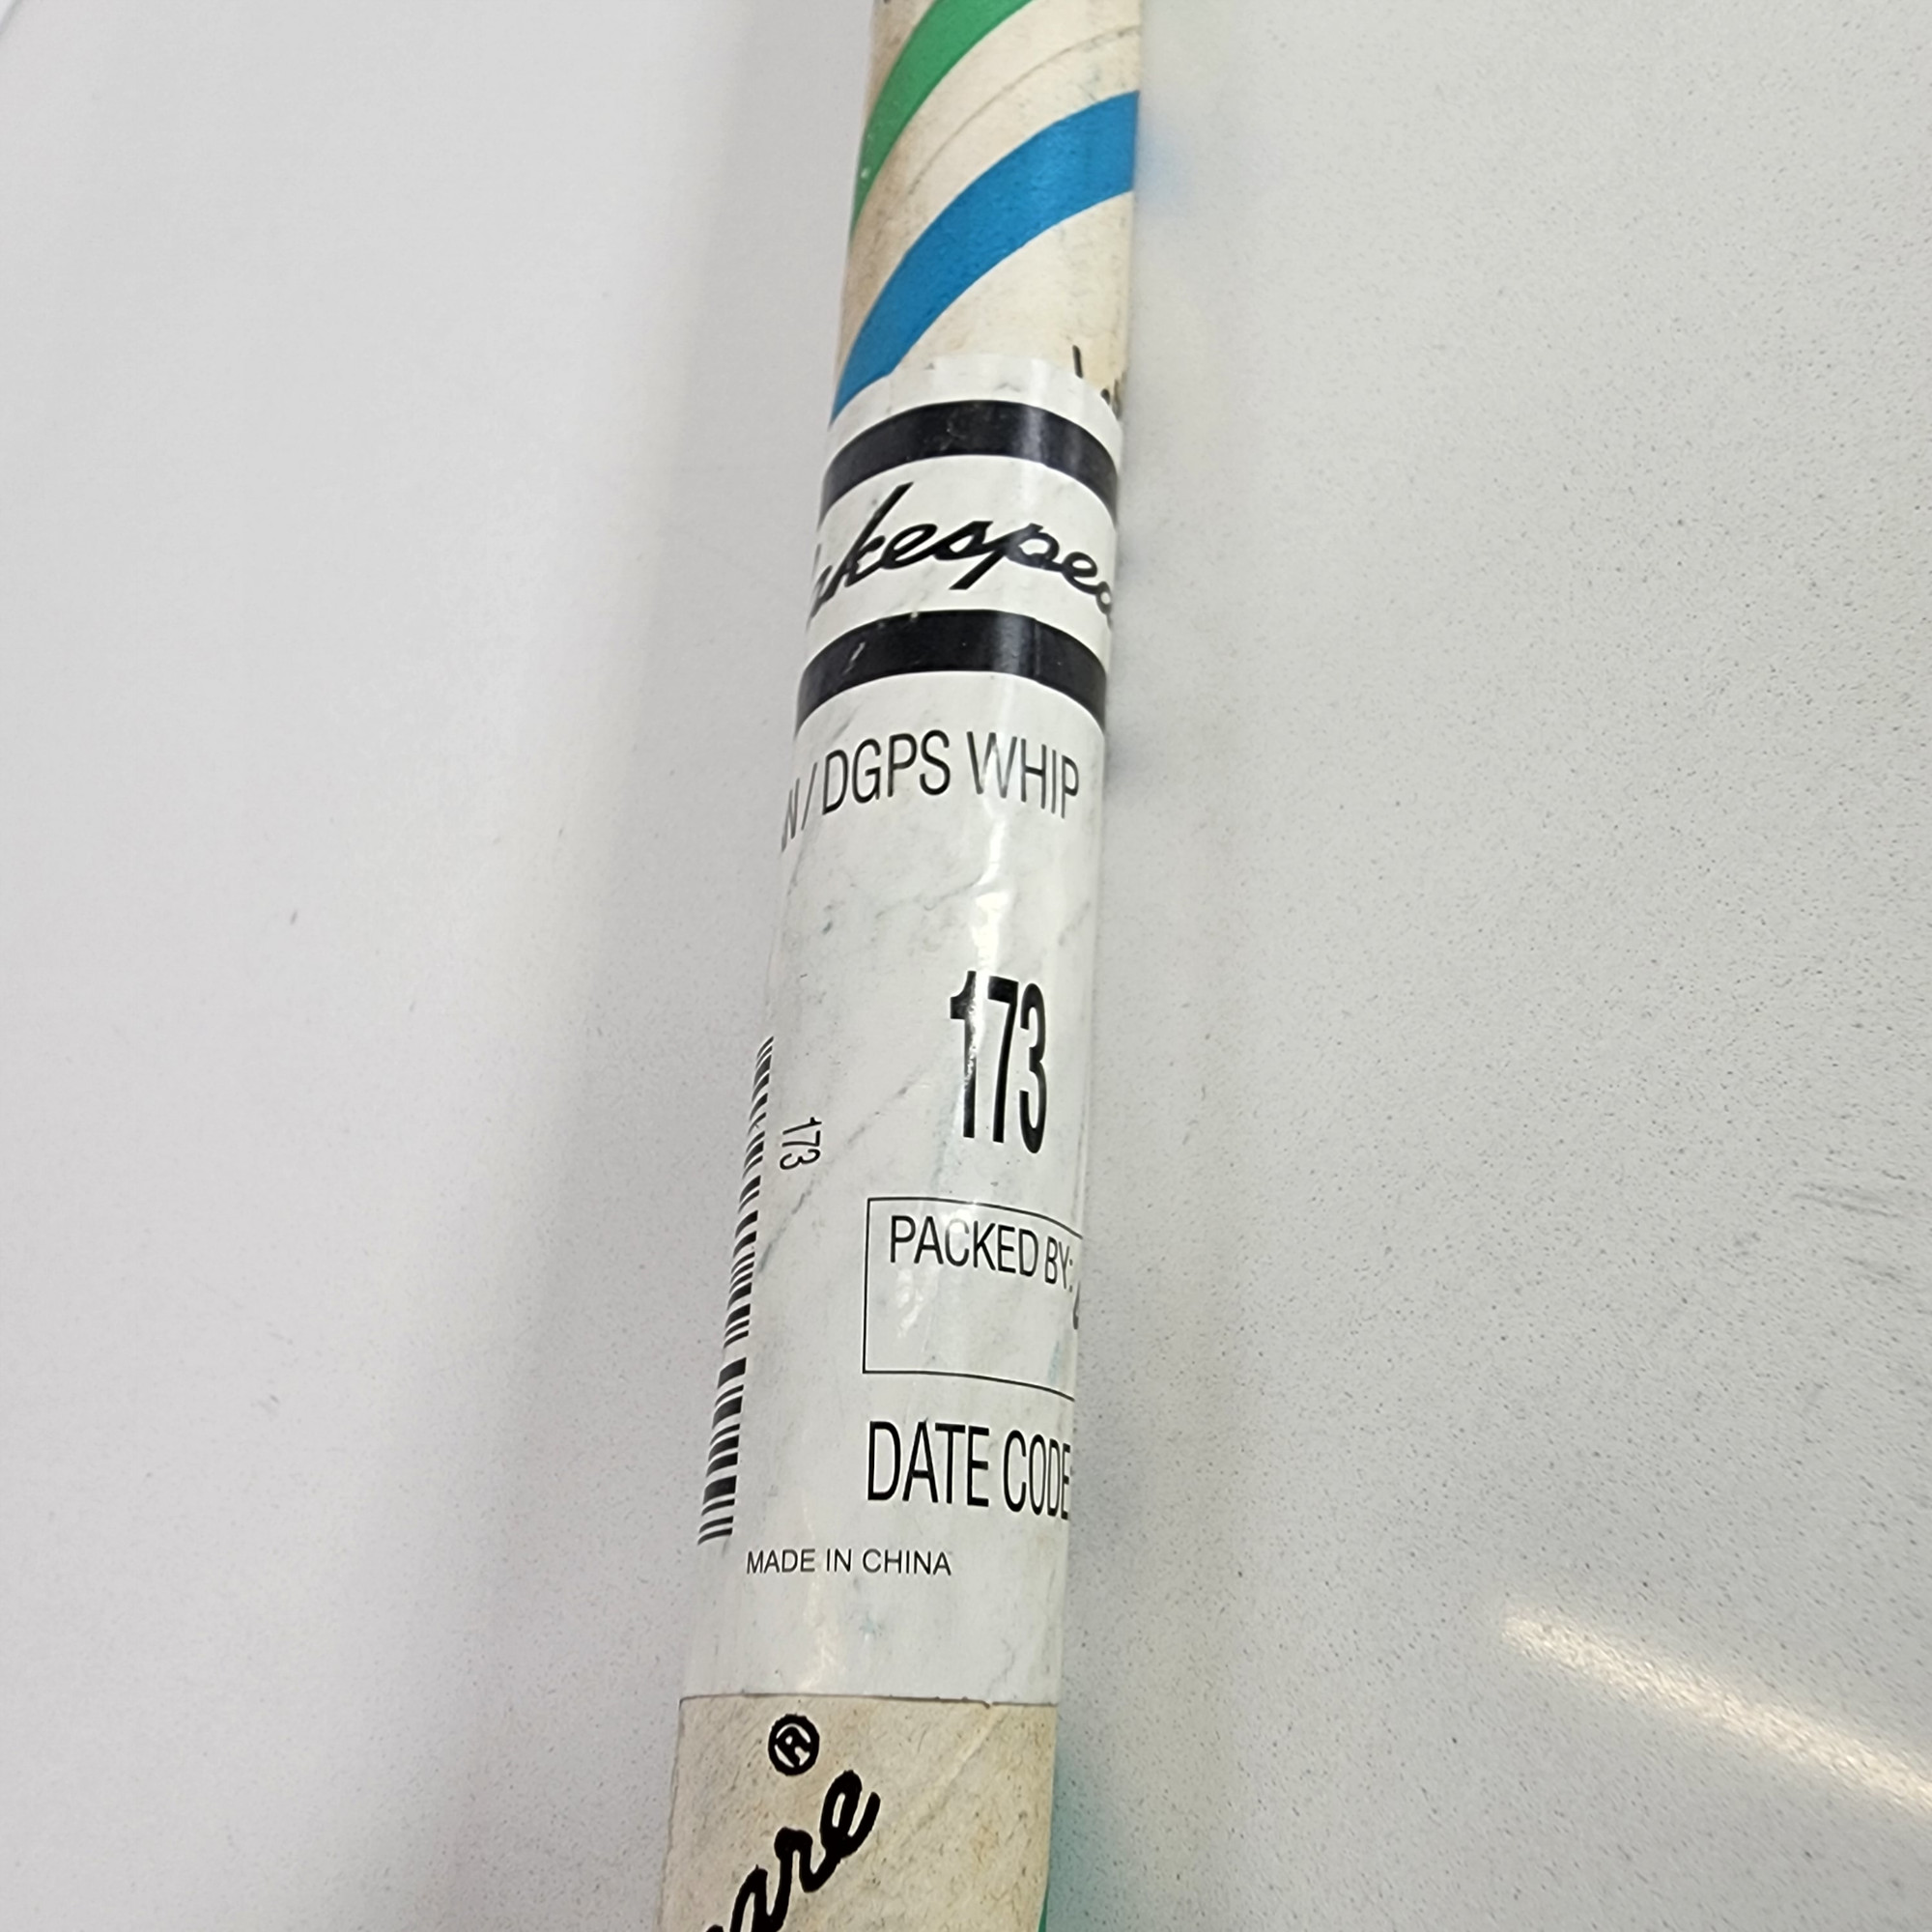 akespea
N / DGPS WHIP
173
173
PACKED BY:
DATE CODE
MADE IN CHINA
®
are